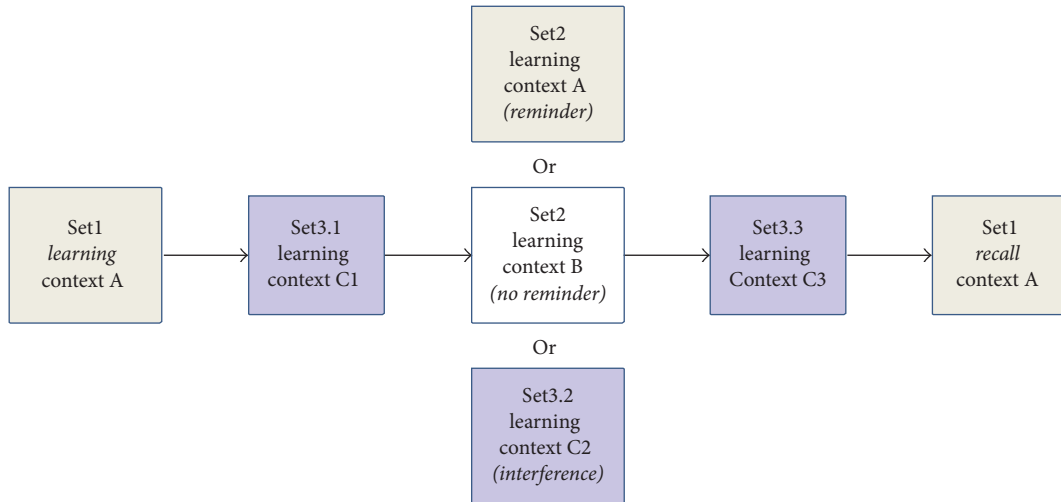 Set2
learning
context A
(reminder)
Or
Set1
learning
context A
Set3.1
learning
context C1
Set2
learning
context B
(no reminder)
Set3.3
learning
Context C3
Set1
recall
context A
Or
Set3.2
learning
context C2
(interference)